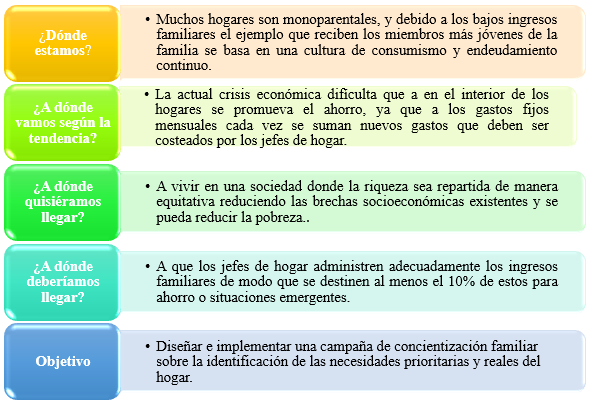 ¿Dónde
estamos?
• Muchos hogares son monoparentales, y debido a los bajos ingresos
familiares el ejemplo que reciben los miembros más jóvenes de la
familia se basa en una cultura de consumismo y endeudamiento
continuo.
¿A dónde
vamos según la
tendencia?
• La actual crisis económica dificulta que a en el interior de los
hogares se promueva el ahorro, ya que a los gastos fijos
mensuales cada vez se suman nuevos gastos que deben ser
costeados por los jefes de hogar.
¿A dónde
quisiéramos
llegar?
• A vivir en una sociedad donde la riqueza sea repartida de manera
equitativa reduciendo las brechas socioeconómicas existentes y se
pueda reducir la pobreza..
¿A dónde
deberíamos
llegar?
• A que los jefes de hogar administren adecuadamente los ingresos
familiares de modo que se destinen al menos el 10% de estos para
ahorro o situaciones emergentes.
Objetivo
• Diseñar e implementar una campaña de concientización familiar
sobre la identificación de las necesidades prioritarias y reales del
hogar.